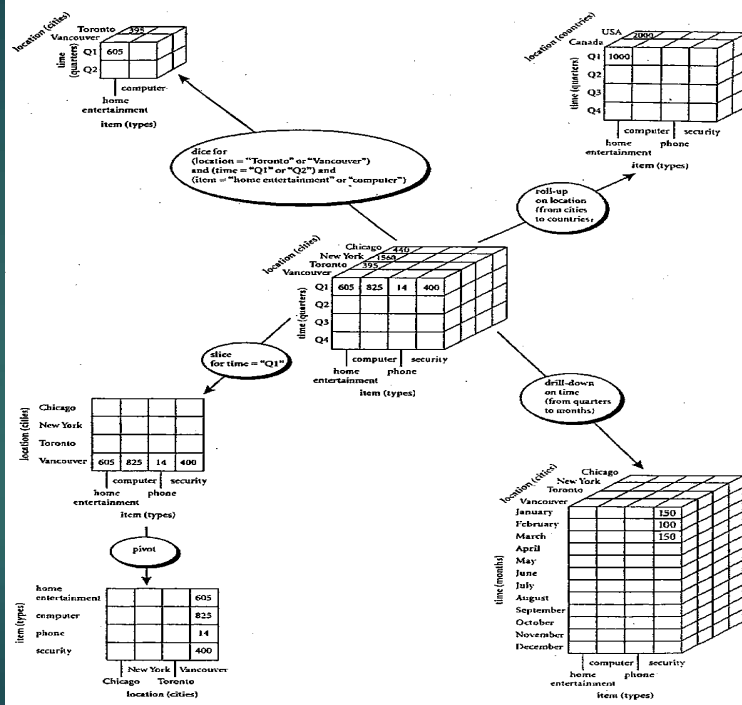 location (cities)
Toronto 395
Vancouver
time (quarters)
Q1 605
Q2
computer
home
entertainment
item (types)
location (countries)
USA 2000
Canada
time (quarters)
Q1 1000
Q2
Q3
Q4
computer security
home phone
entertainment
item (types)
dice for
(location = "Toronto" or "Vancouver")
and (time = "Q1" or "Q2") and
(item = "home entertainment" or "computer")
roll-up
on location
(from cities
to countries)
location (cities)
Chicago 440
New York 1560
Toronto 395
Vancouver
time (quarters)
Q1 605 825 14 400
Q2
Q3
Q4
computer security
home phone
entertainment
item (types)
slice
for time = "Q1"
drill-down
on time
(from quarters
to months)
location (cities)
Chicago
New York
Toronto
Vancouver 605 825 14 400
computer security
home phone
entertainment
item (types)
pivot
item (types)
home
entertainment 605
computer 825
phone 14
security 400
New York Vancouver
Chicago Toronto
location (cities)
location (cities)
Chicago
New York
Toronto
Vancouver
time (months)
January 150
February 100
March 150
April
May
June
July
August
September
October
November
December
computer security
home phone
entertainment
item (types)